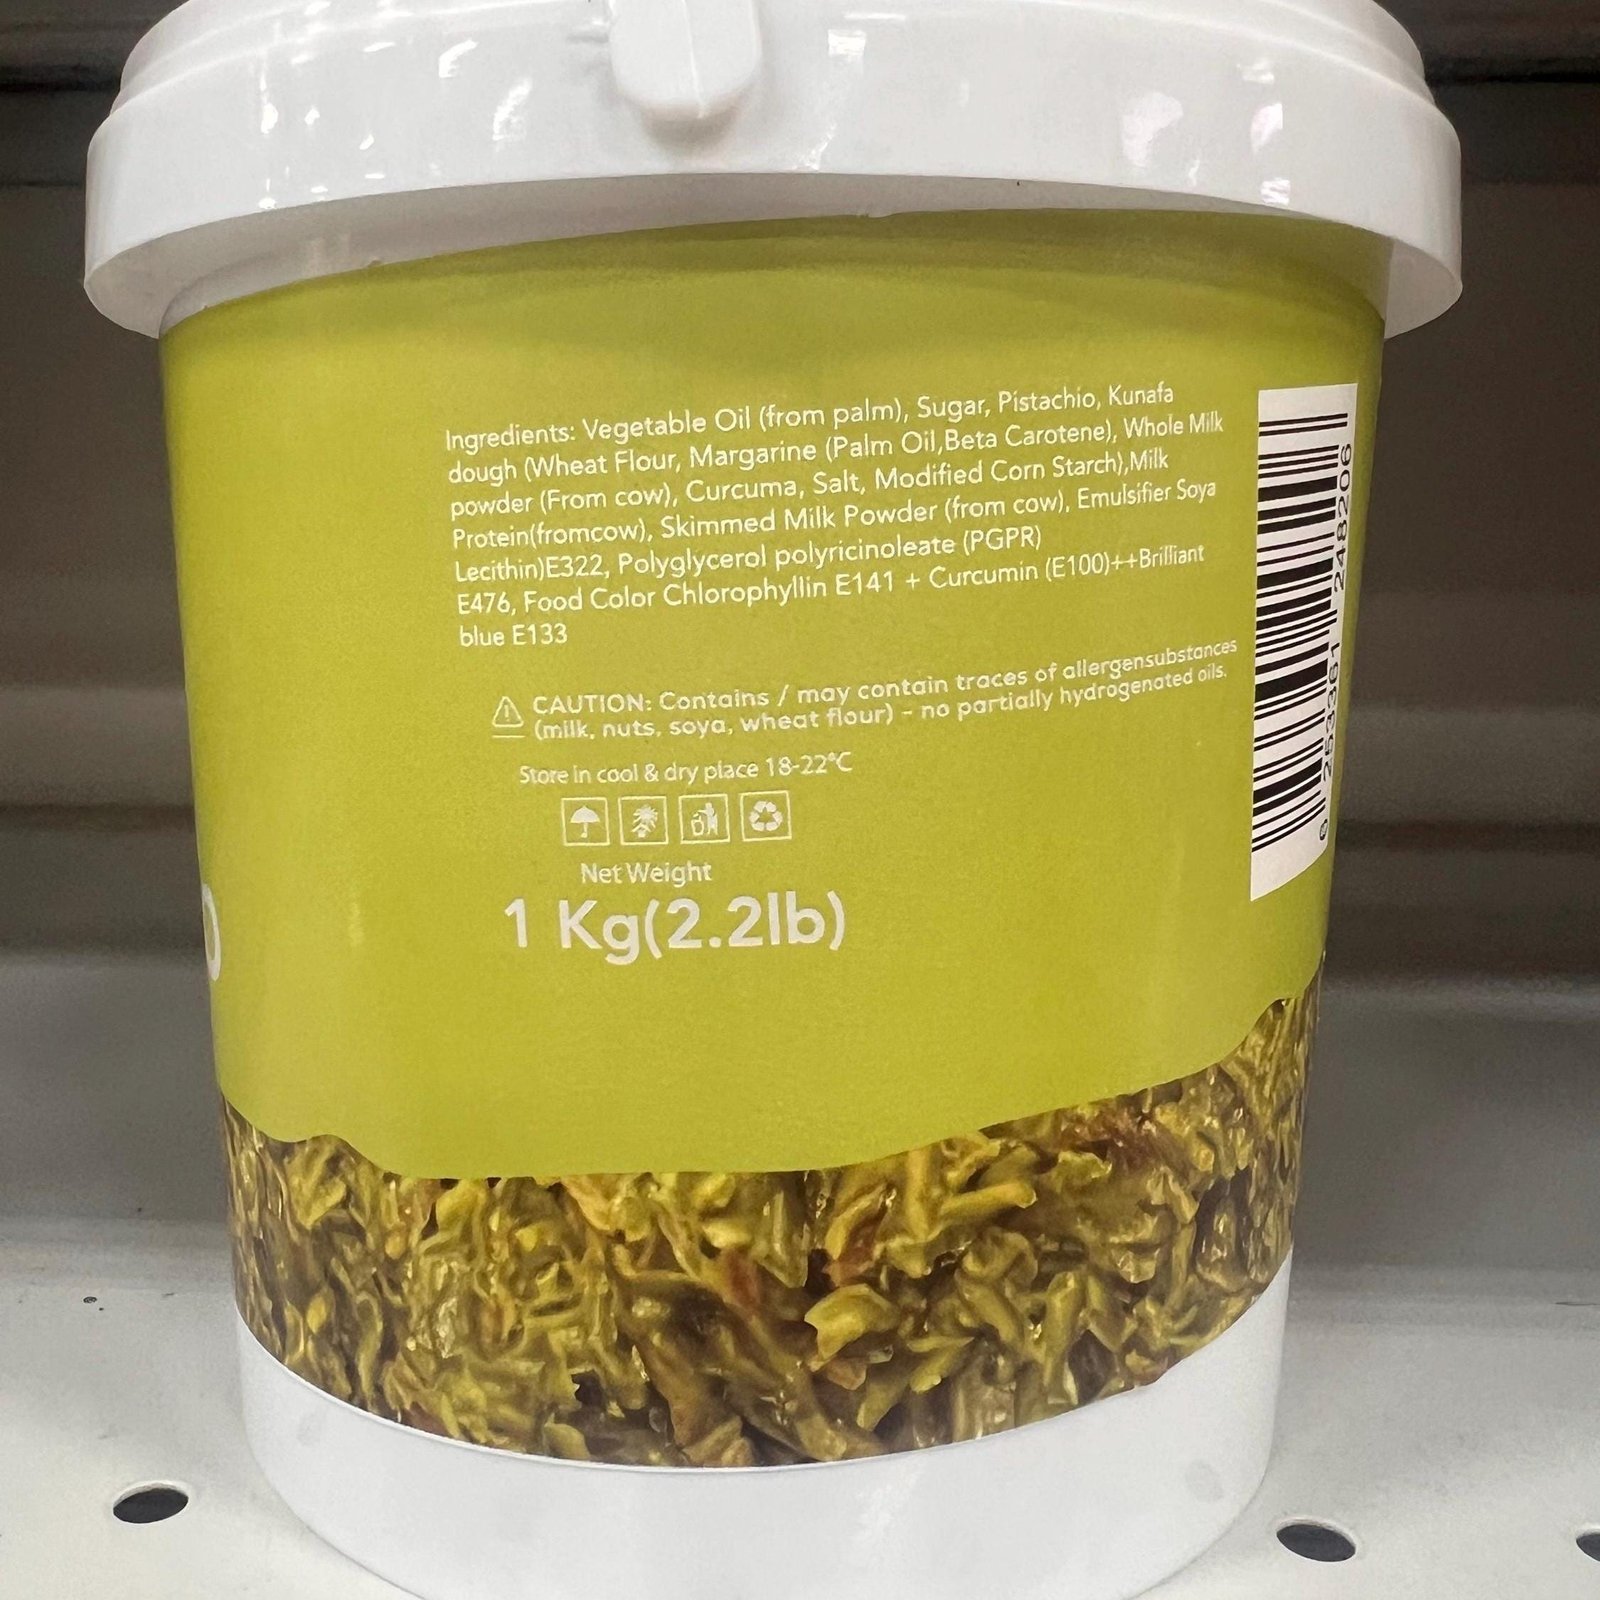 Ingredients: Vegetable Oil (from palm), Sugar, Pistachio, Kunafa
dough (Wheat Flour, Margarine (Palm Oil,Beta Carotene), Whole Milk
powder (From cow), Curcuma, Salt, Modified Corn Starch),Milk
Protein(fromcow), Skimmed Milk Powder (from cow), Emulsifier Soya
Lecithin)E322, Polyglycerol polyricinoleate (PGPR)
E476, Food Color Chlorophyllin E141 + Curcumin (E100)++Brilliant
blue E133
CAUTION: Contains / may contain traces of allergensubstances
(milk, nuts, soya, wheat flour) - no partially hydrogenated oils.
Store in cool & dry place 18-22°C
Net Weight
1 Kg(2.2lb)
8 253361 248206